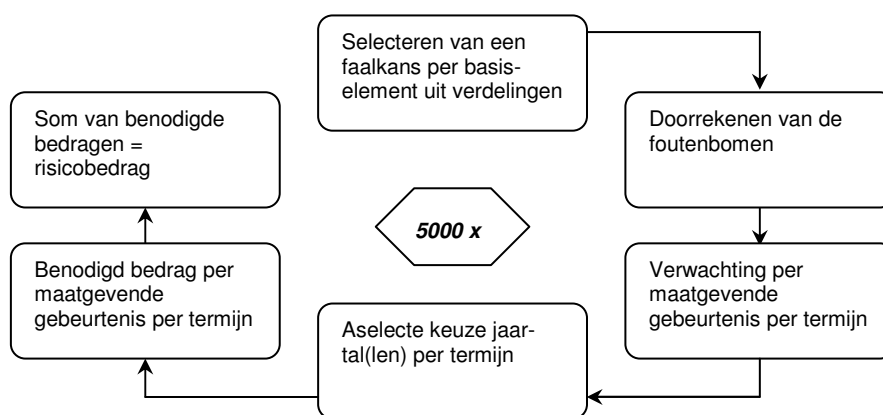 Selecteren van een
faalkans per basis-
element uit verdelingen
Doorrekenen van de
foutenbomen
Verwachting per
maatgevende
gebeurtenis per termijn
Aselecte keuze jaar-
tal(len) per termijn
Benodigd bedrag per
maatgevende
gebeurtenis per termijn
Som van benodigde
bedragen =
risicobedrag
5000 x